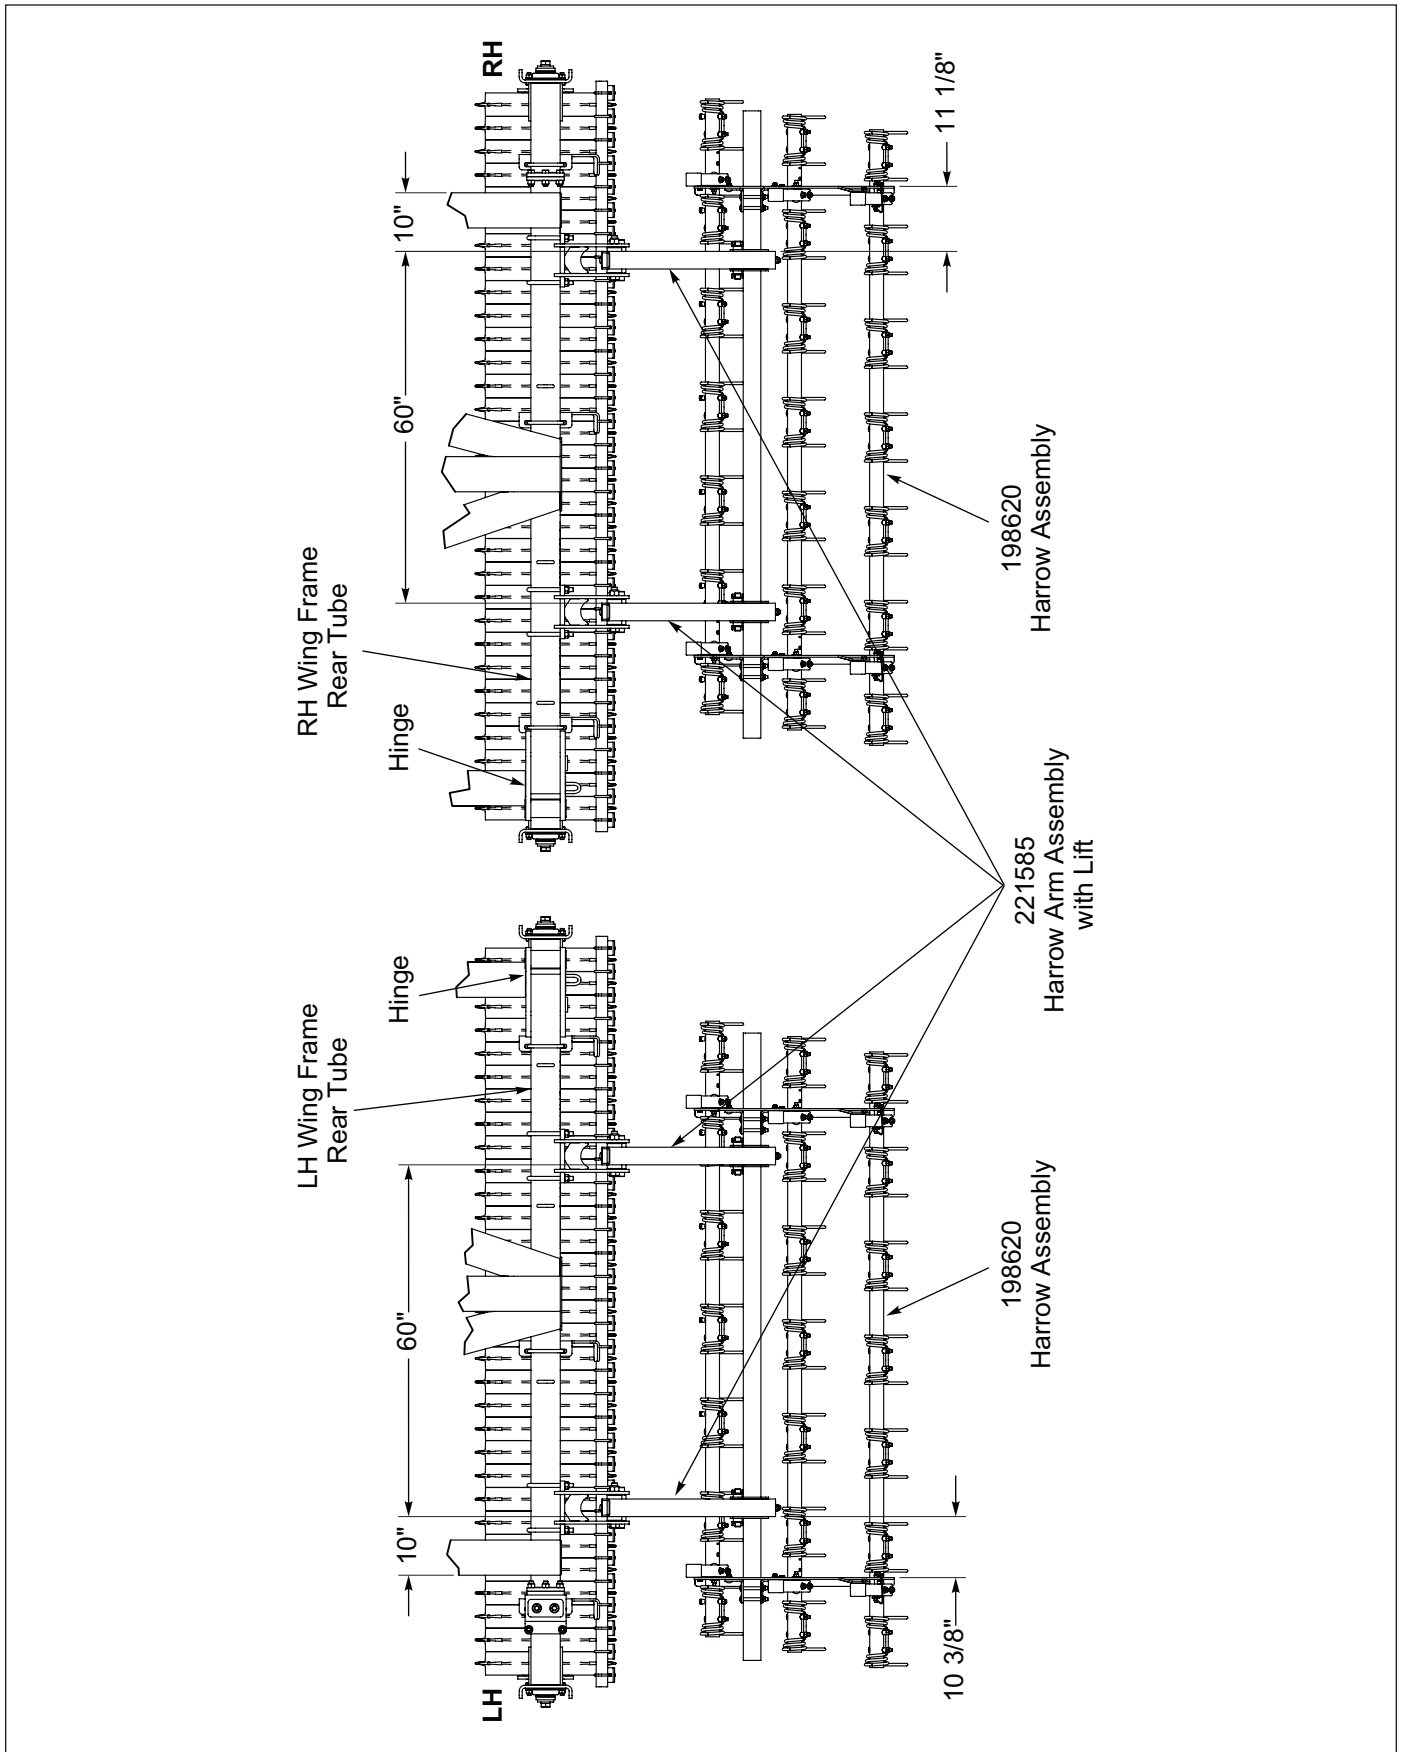 LH
RH
10"
60"
60"
10"
LH Wing Frame
Rear Tube
Hinge
RH Wing Frame
Rear Tube
Hinge
10 3/8"
11 1/8"
198620
Harrow Assembly
221585
Harrow Arm Assembly
with Lift
198620
Harrow Assembly